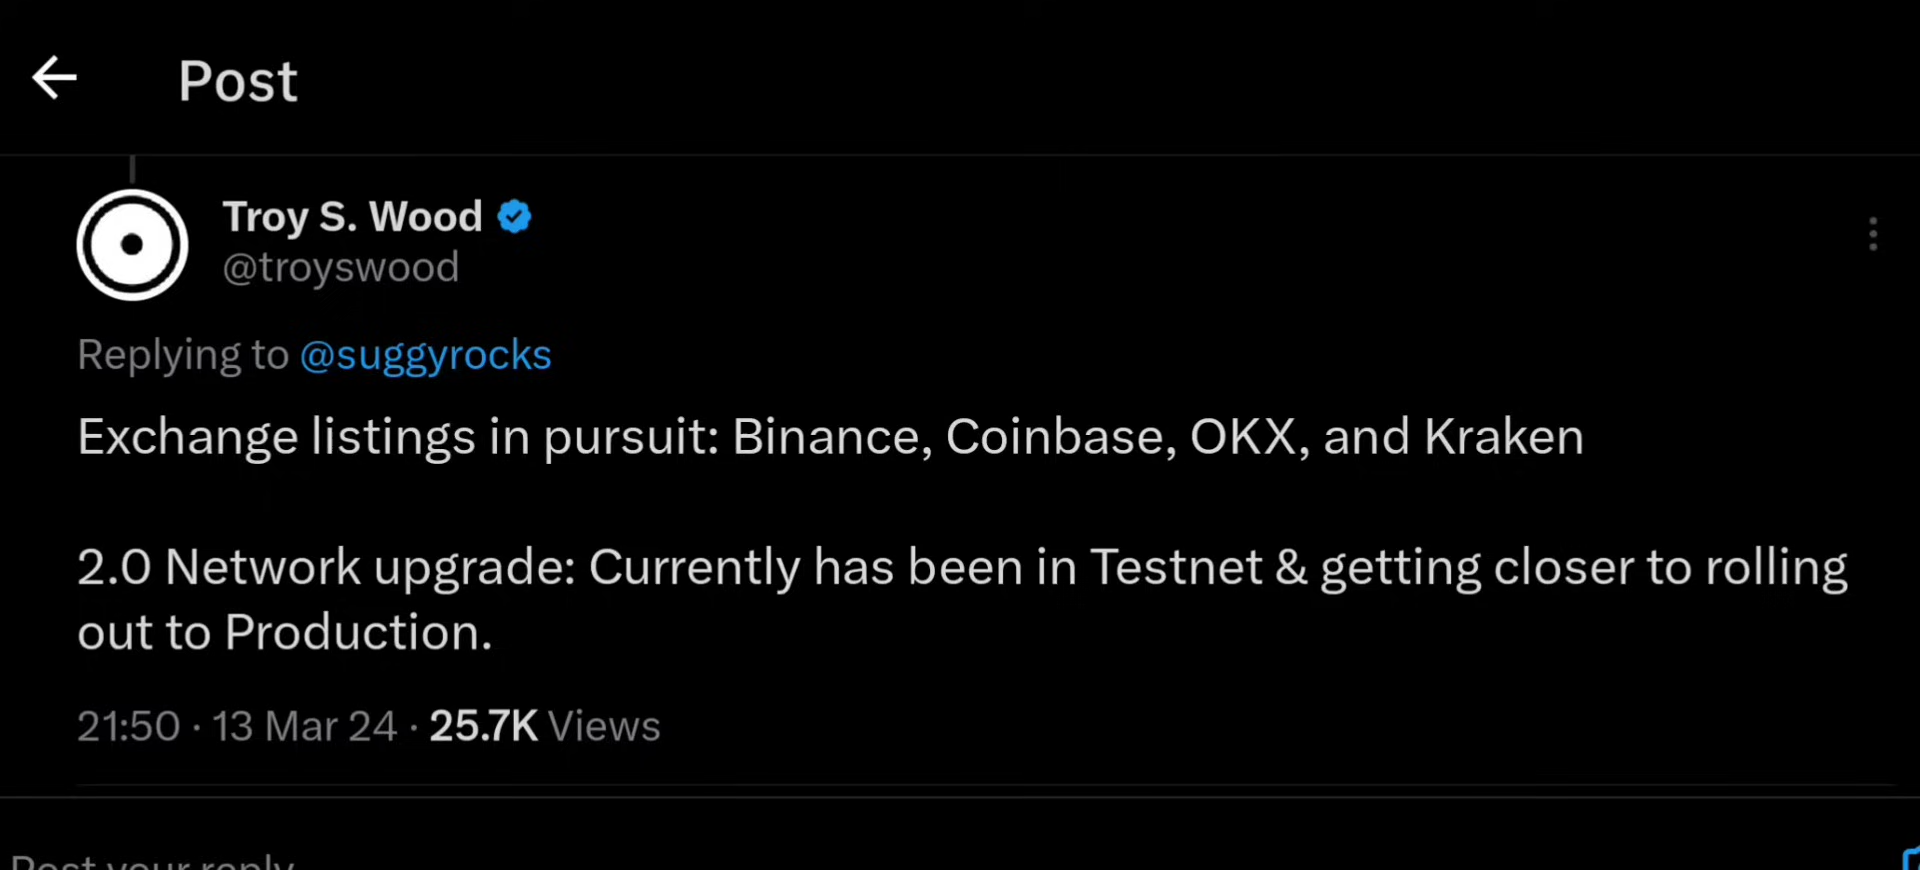 Post
Troy S. Wood
@troyswood
Replying to @suggyrocks
Exchange listings in pursuit: Binance, Coinbase, OKX, and Kraken
2.0 Network upgrade: Currently has been in Testnet & getting closer to rolling
out to Production.
21:50 · 13 Mar 24 · 25.7K Views
Post your reply